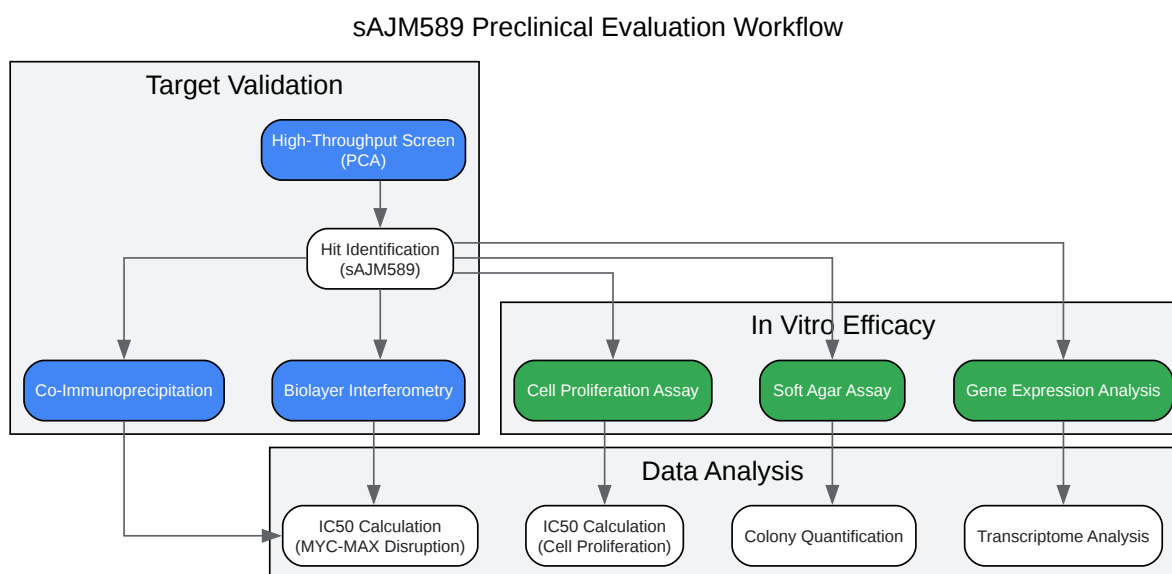 sAJM589 Preclinical Evaluation Workflow
Target Validation
High-Throughput Screen
(PCA)
Hit Identification
(sAJM589)
Co-Immunoprecipitation
Biolayer Interferometry
In Vitro Efficacy
Cell Proliferation Assay
Soft Agar Assay
Gene Expression Analysis
Data Analysis
IC50 Calculation
(MYC-MAX Disruption)
IC50 Calculation
(Cell Proliferation)
Colony Quantification
Transcriptome Analysis